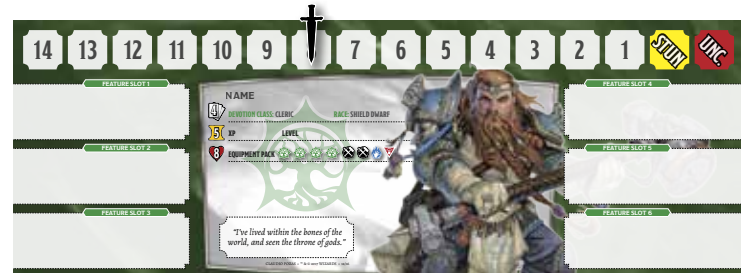 14 13 12 11 10 9 7 6 5 4 3 2 1 STUN UNC
FEATURE SLOT 1
FEATURE SLOT 2
FEATURE SLOT 3
NAME
4
DEVOTION CLASS: CLERIC RACE: SHIELD DWARF
15 XP LEVEL
8 EQUIPMENT PACK
"I've lived within the bones of the
world, and seen the throne of gods."
FEATURE SLOT 4
FEATURE SLOT 5
FEATURE SLOT 6